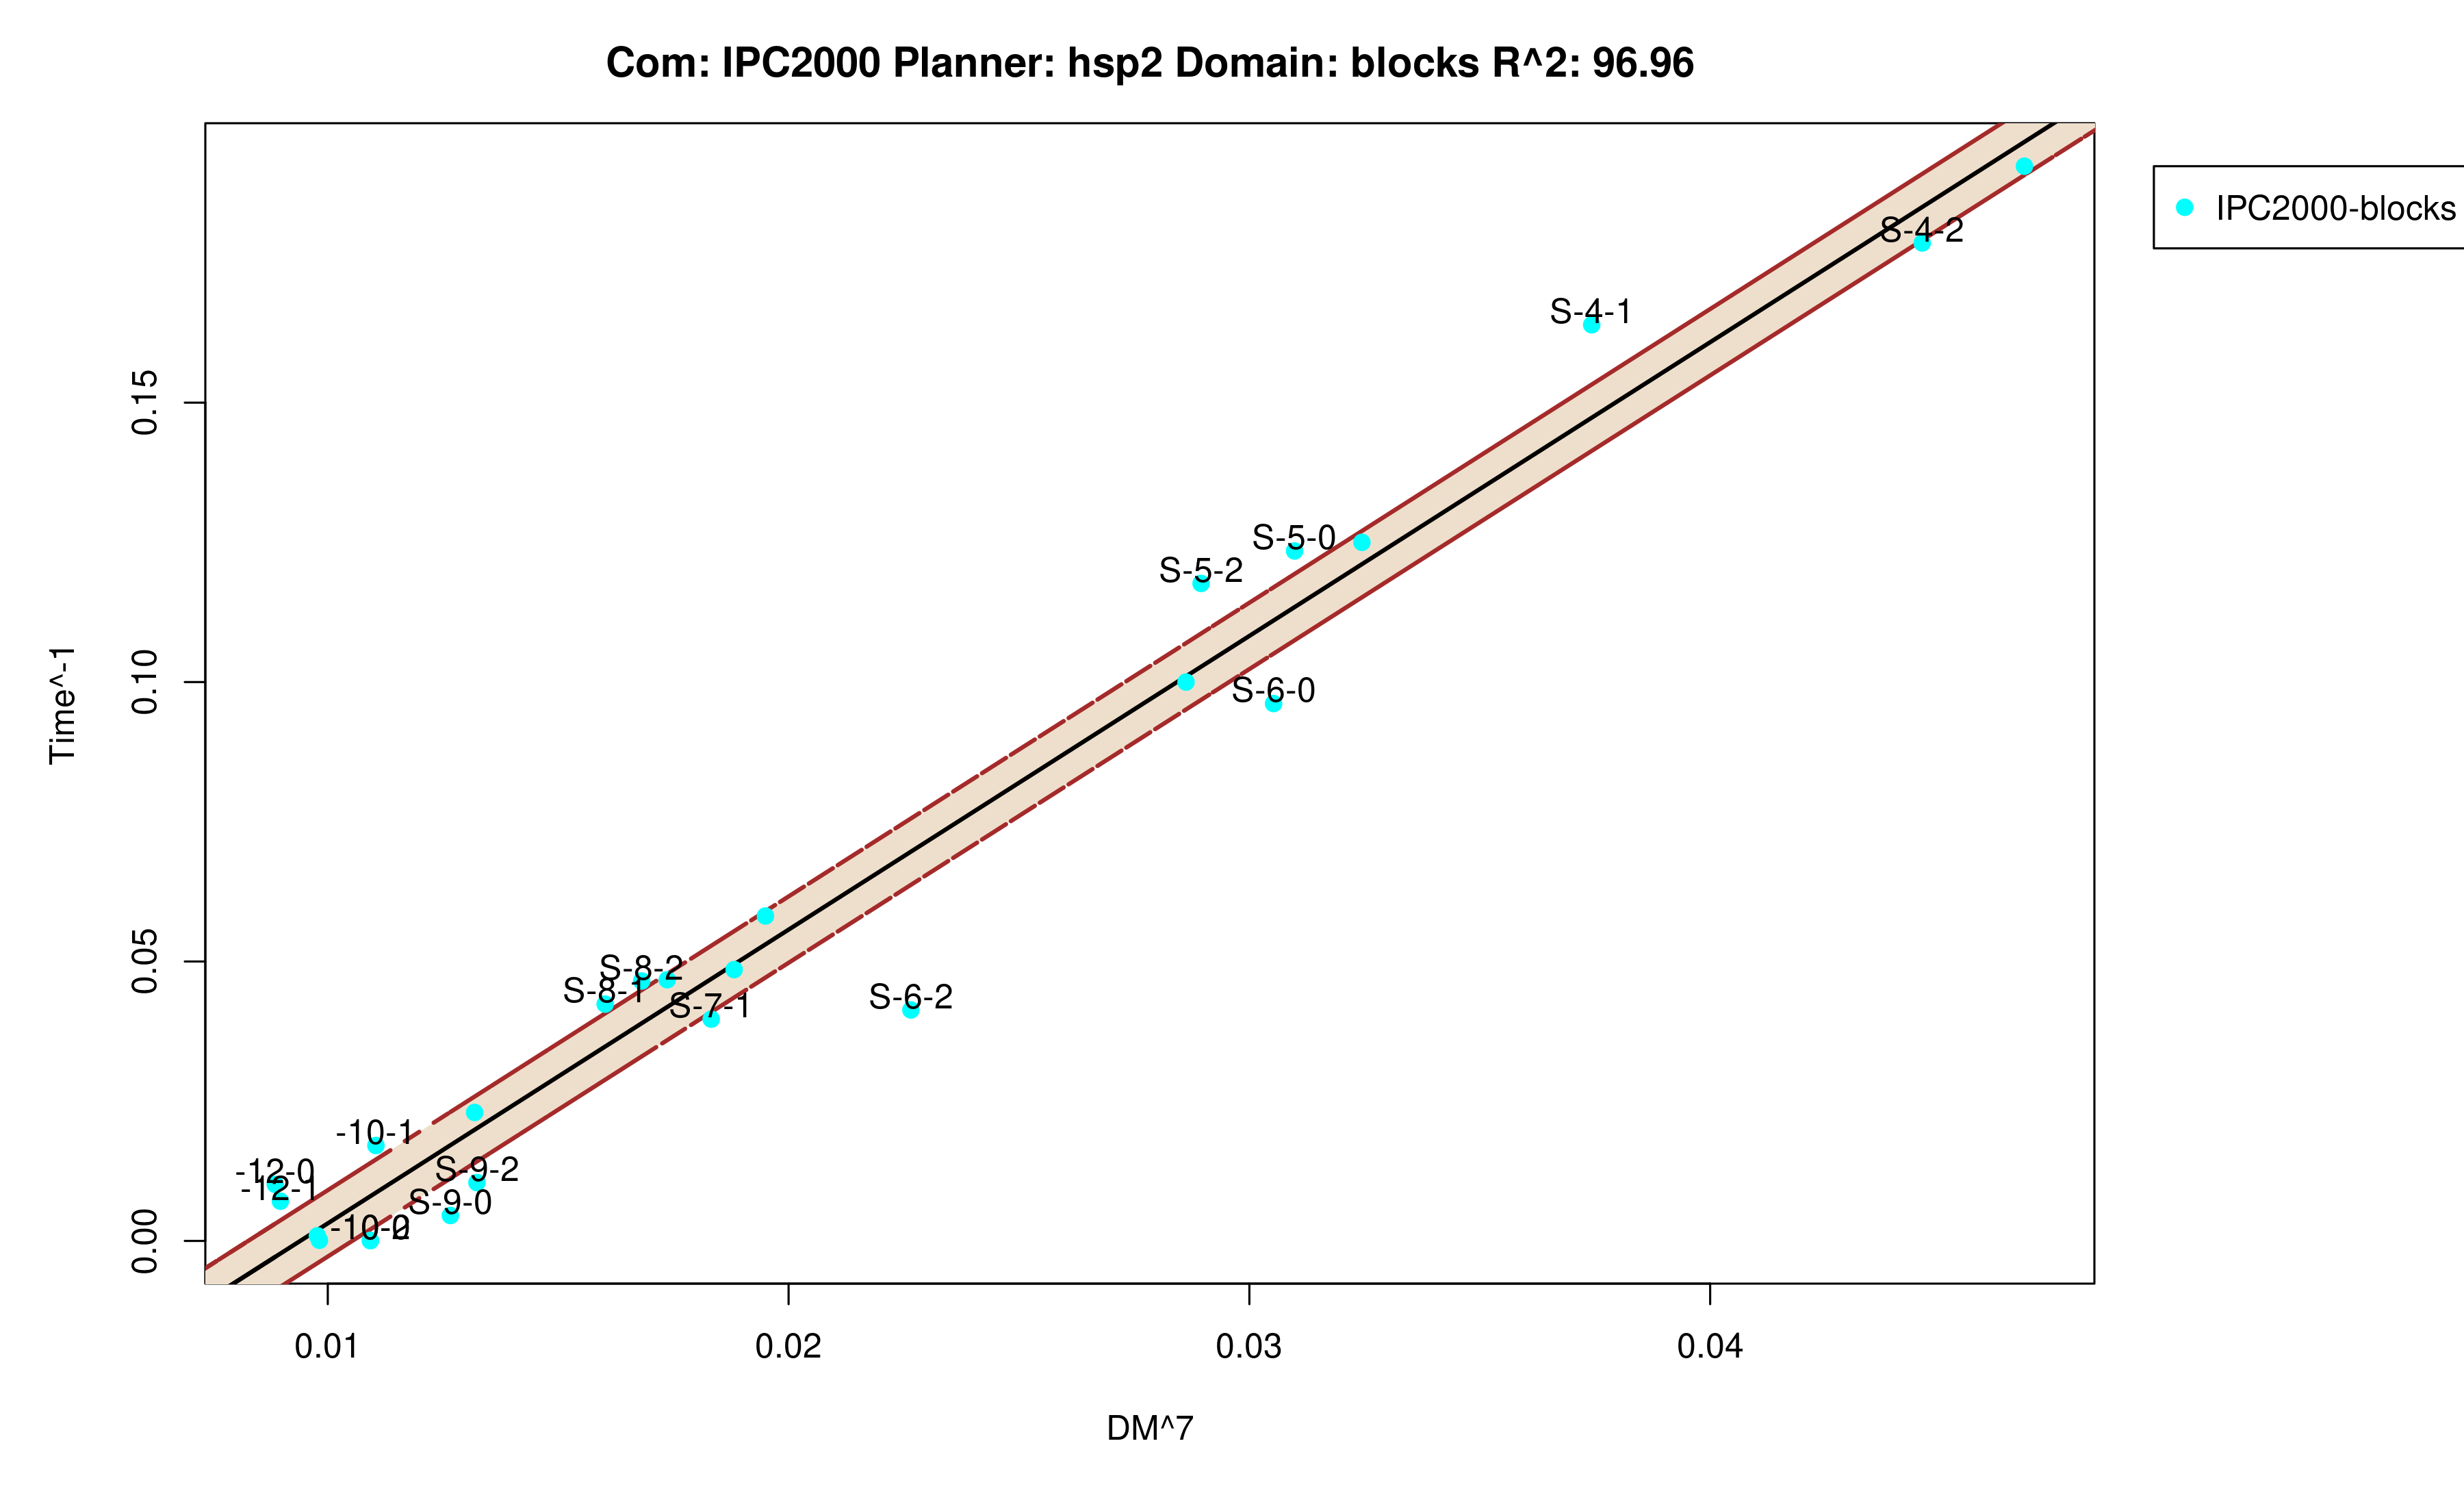 Com: IPC2000 Planner: hsp2 Domain: blocks R^2: 96.96
IPC2000-blocks
S-4-2
S-4-1
0.15
S-5-0
S-5-2
0.10
S-6-0
Time^-1
0.05
S-8-2
S-8-1
S-7-1
S-6-2
-10-1
-12-0
-12-1
S-9-2
S-9-0
0.00
0.01
0.02
0.03
0.04
DM^7